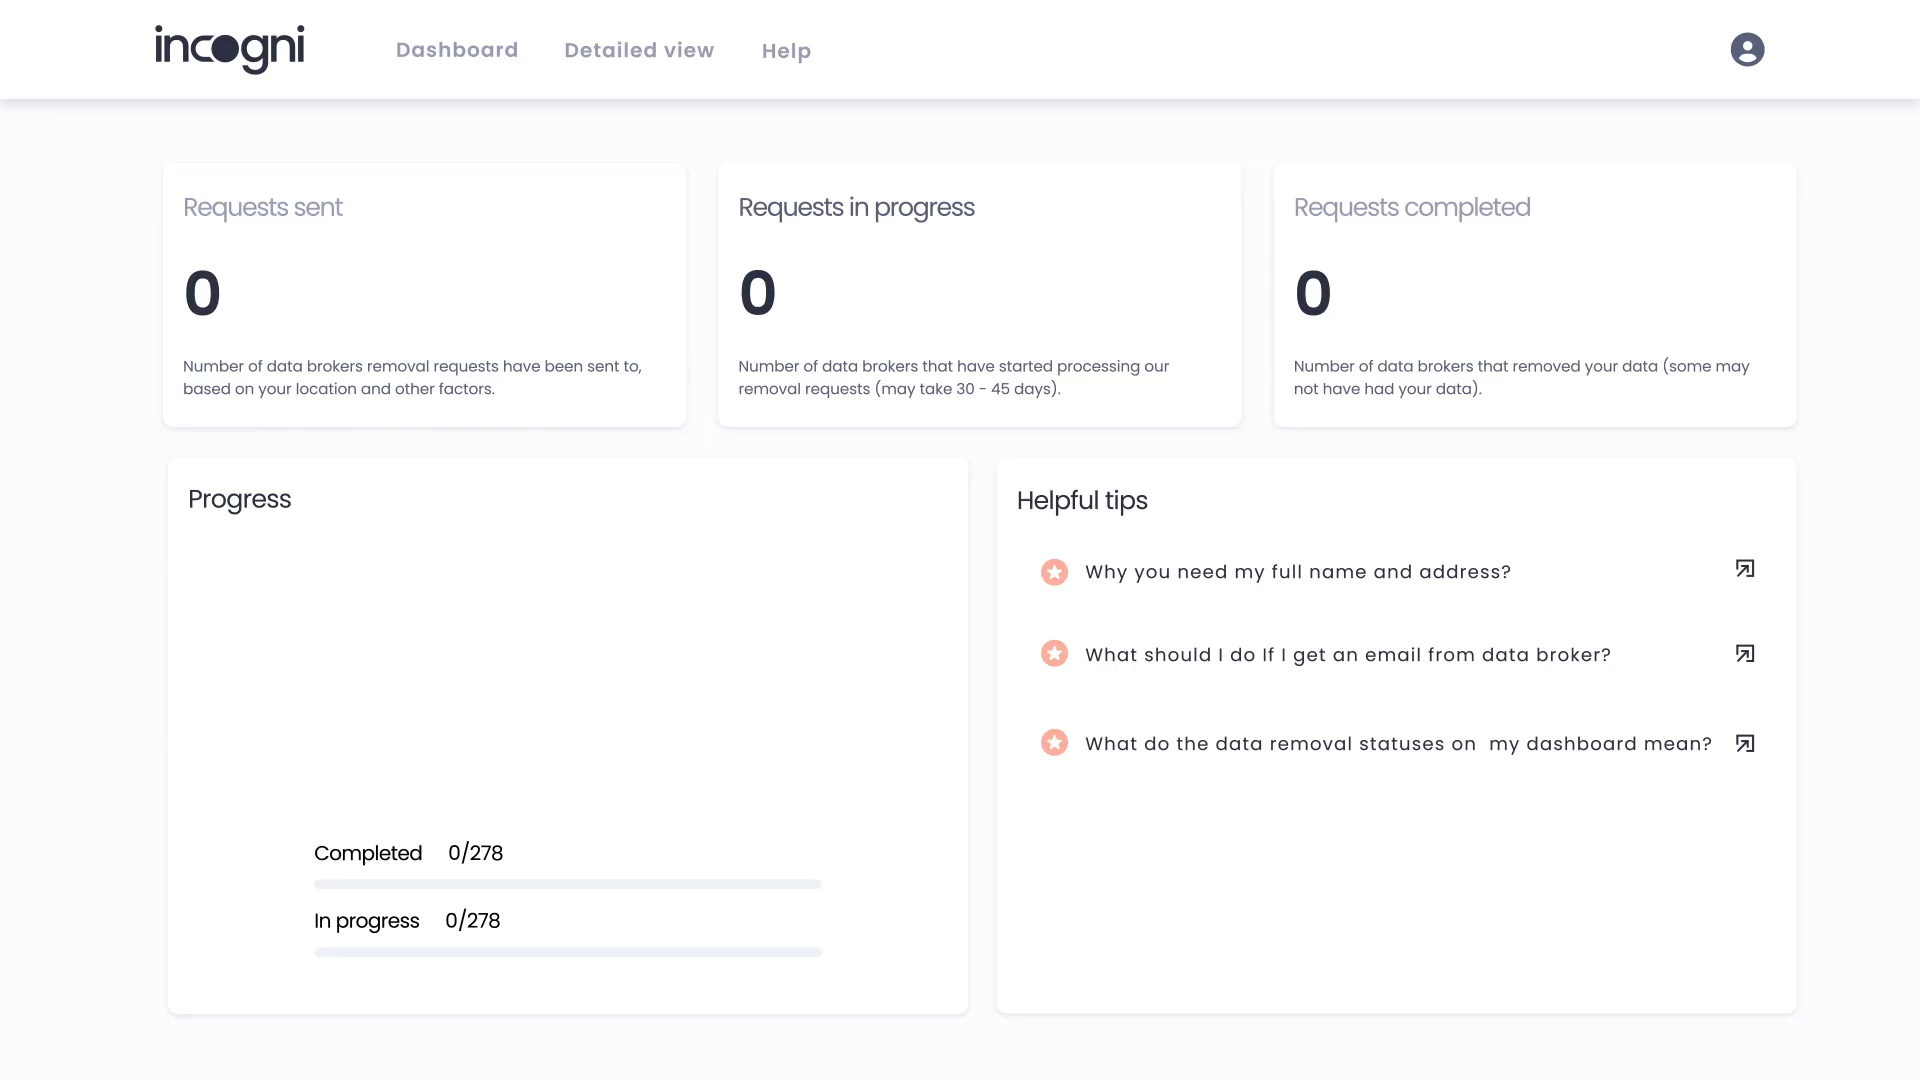 incogni
Dashboard
Detailed view
Help
Requests sent
0
Number of data brokers removal requests have been sent to,
based on your location and other factors.
Requests in progress
0
Number of data brokers that have started processing our
removal requests (may take 30 - 45 days).
Requests completed
0
Number of data brokers that removed your data (some may
not have had your data).
Progress
Completed 0/278
In progress 0/278
Helpful tips
Why you need my full name and address?
What should I do If I get an email from data broker?
What do the data removal statuses on my dashboard mean?